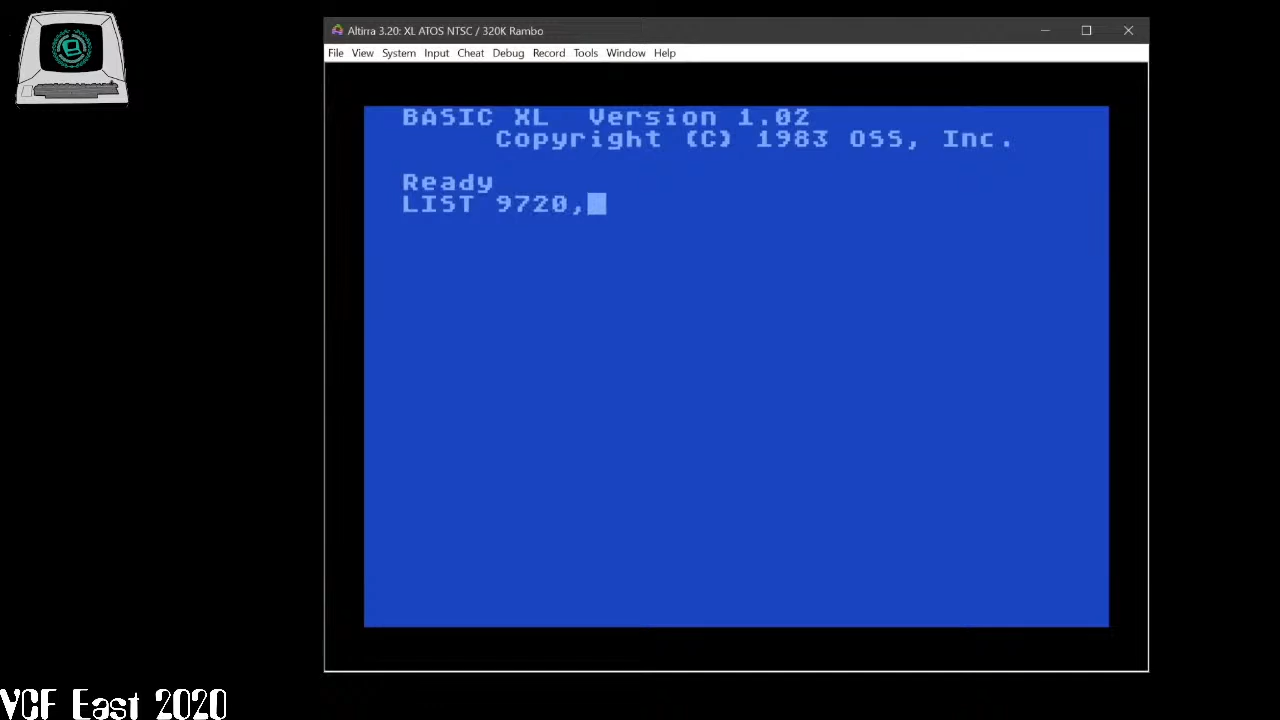 Altirra 3.20: XL ATOS NTSC / 320K Rambo
File View System Input Cheat Debug Record Tools Window Help
BASIC XL Version 1.02
Copyright (C) 1983 OSS, Inc.
Ready
LIST 9720,
VCF East 2020